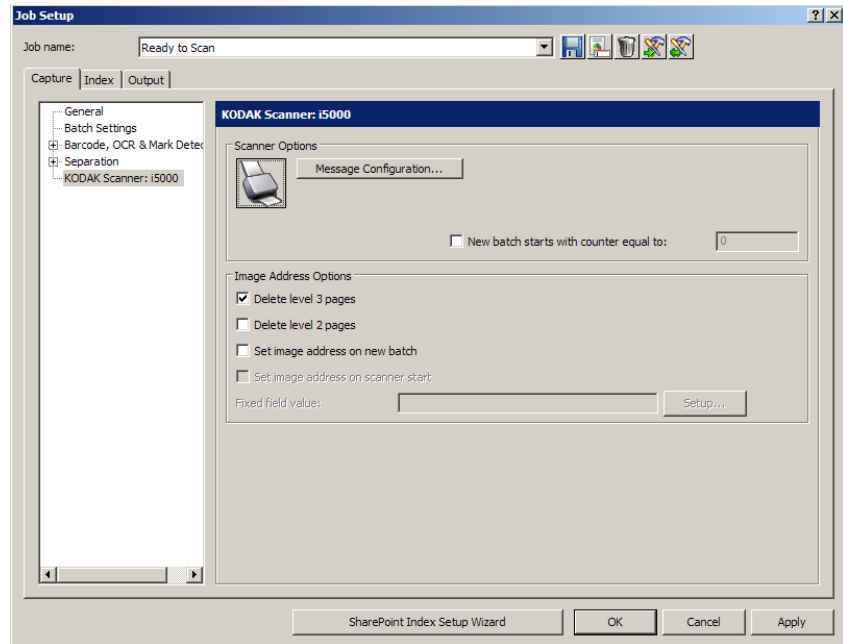 Job Setup
Job name: Ready to Scan
Capture Index Output
General
Batch Settings
Barcode, OCR & Mark Detec
Separation
KODAK Scanner: i5000
KODAK Scanner: i5000
Scanner Options
Message Configuration...
New batch starts with counter equal to: 0
Image Address Options
Delete level 3 pages
Delete level 2 pages
Set image address on new batch
Set image address on scanner start
Fixed field value: Setup...
SharePoint Index Setup Wizard OK Cancel Apply